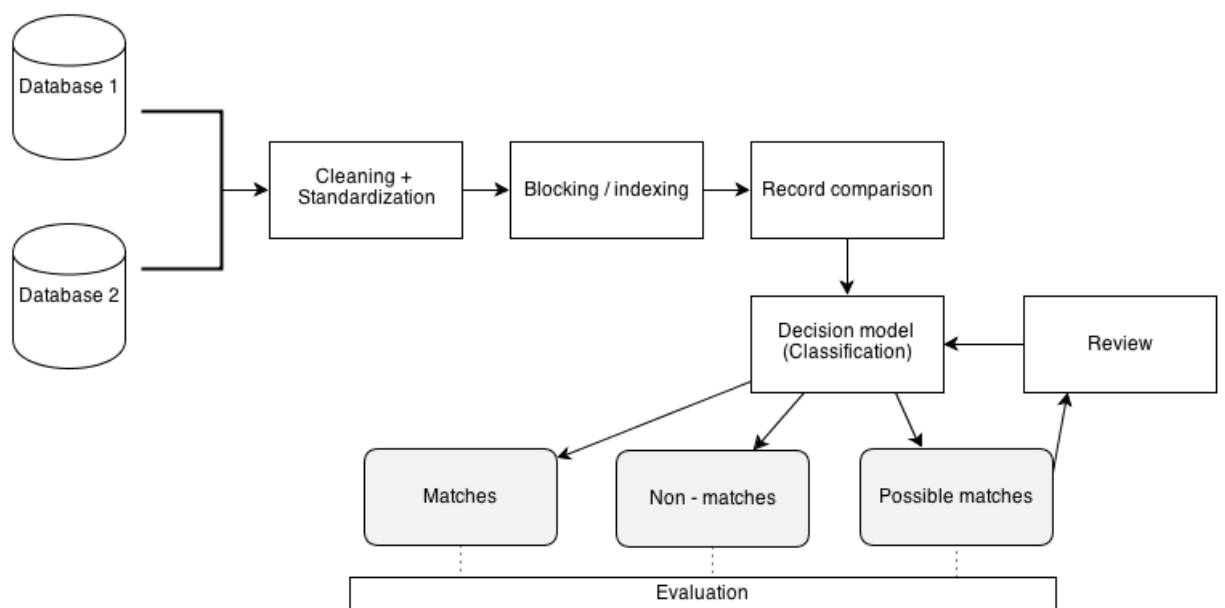 Database 1
Database 2
Cleaning +
Standardization
Blocking / indexing
Record comparison
Decision model
(Classification)
Review
Matches
Non - matches
Possible matches
Evaluation